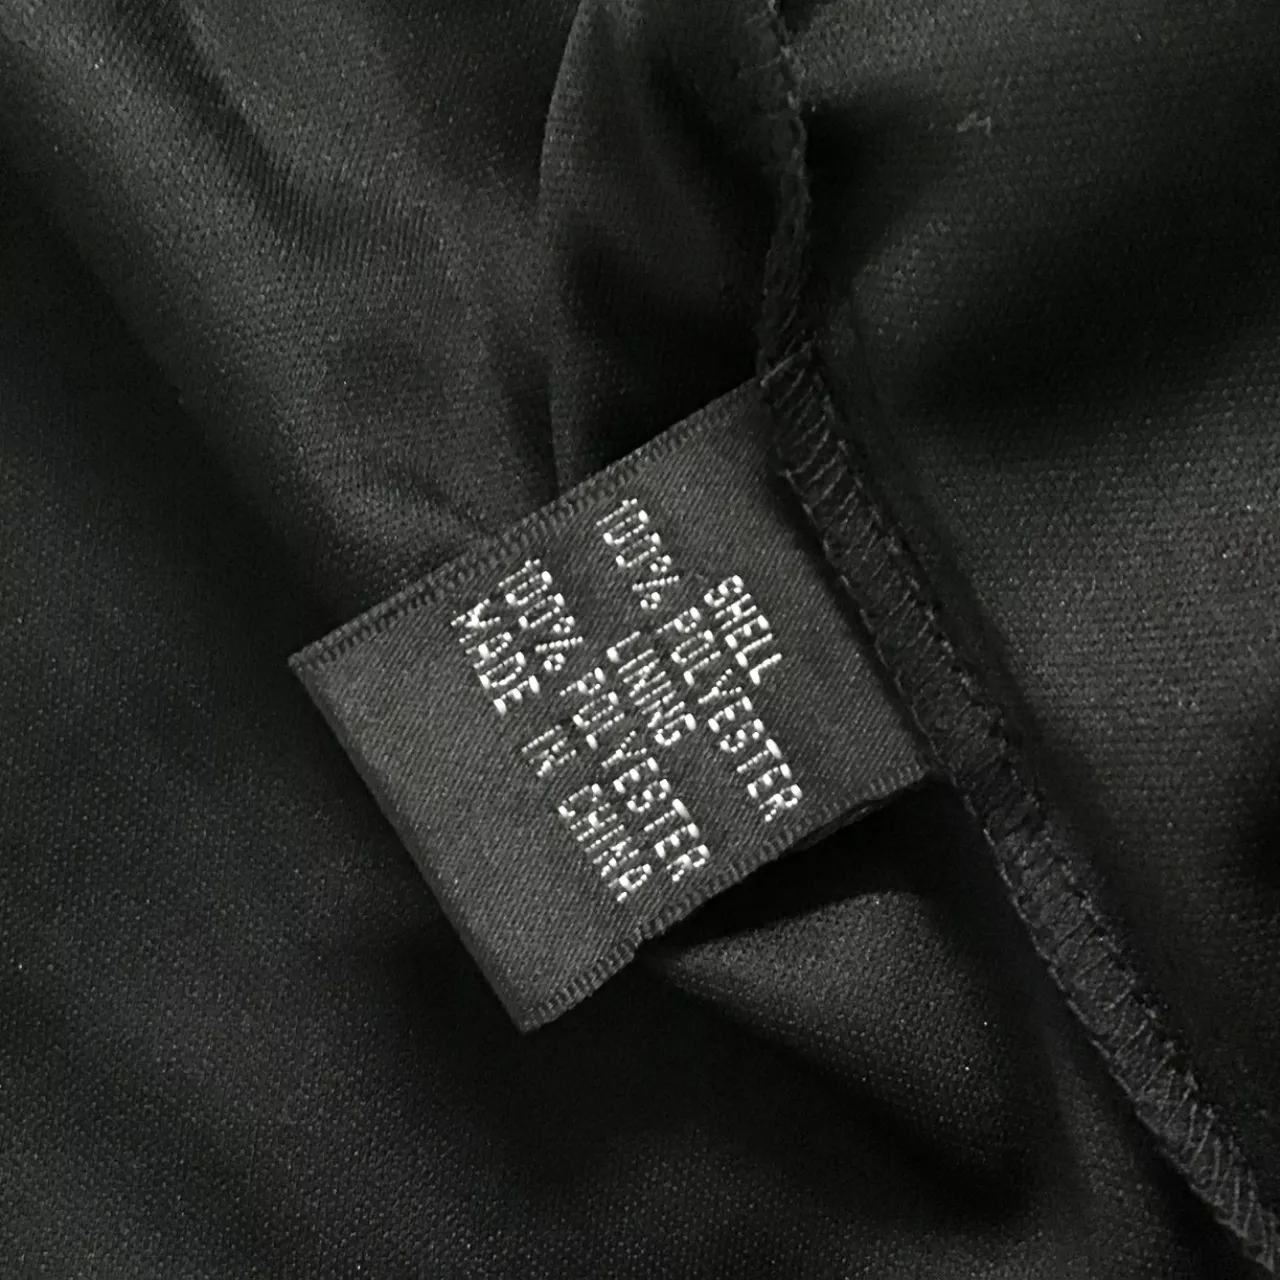 SHELL
100% POLYESTER
LINING
100% POLYESTER
MADE IN CHINA